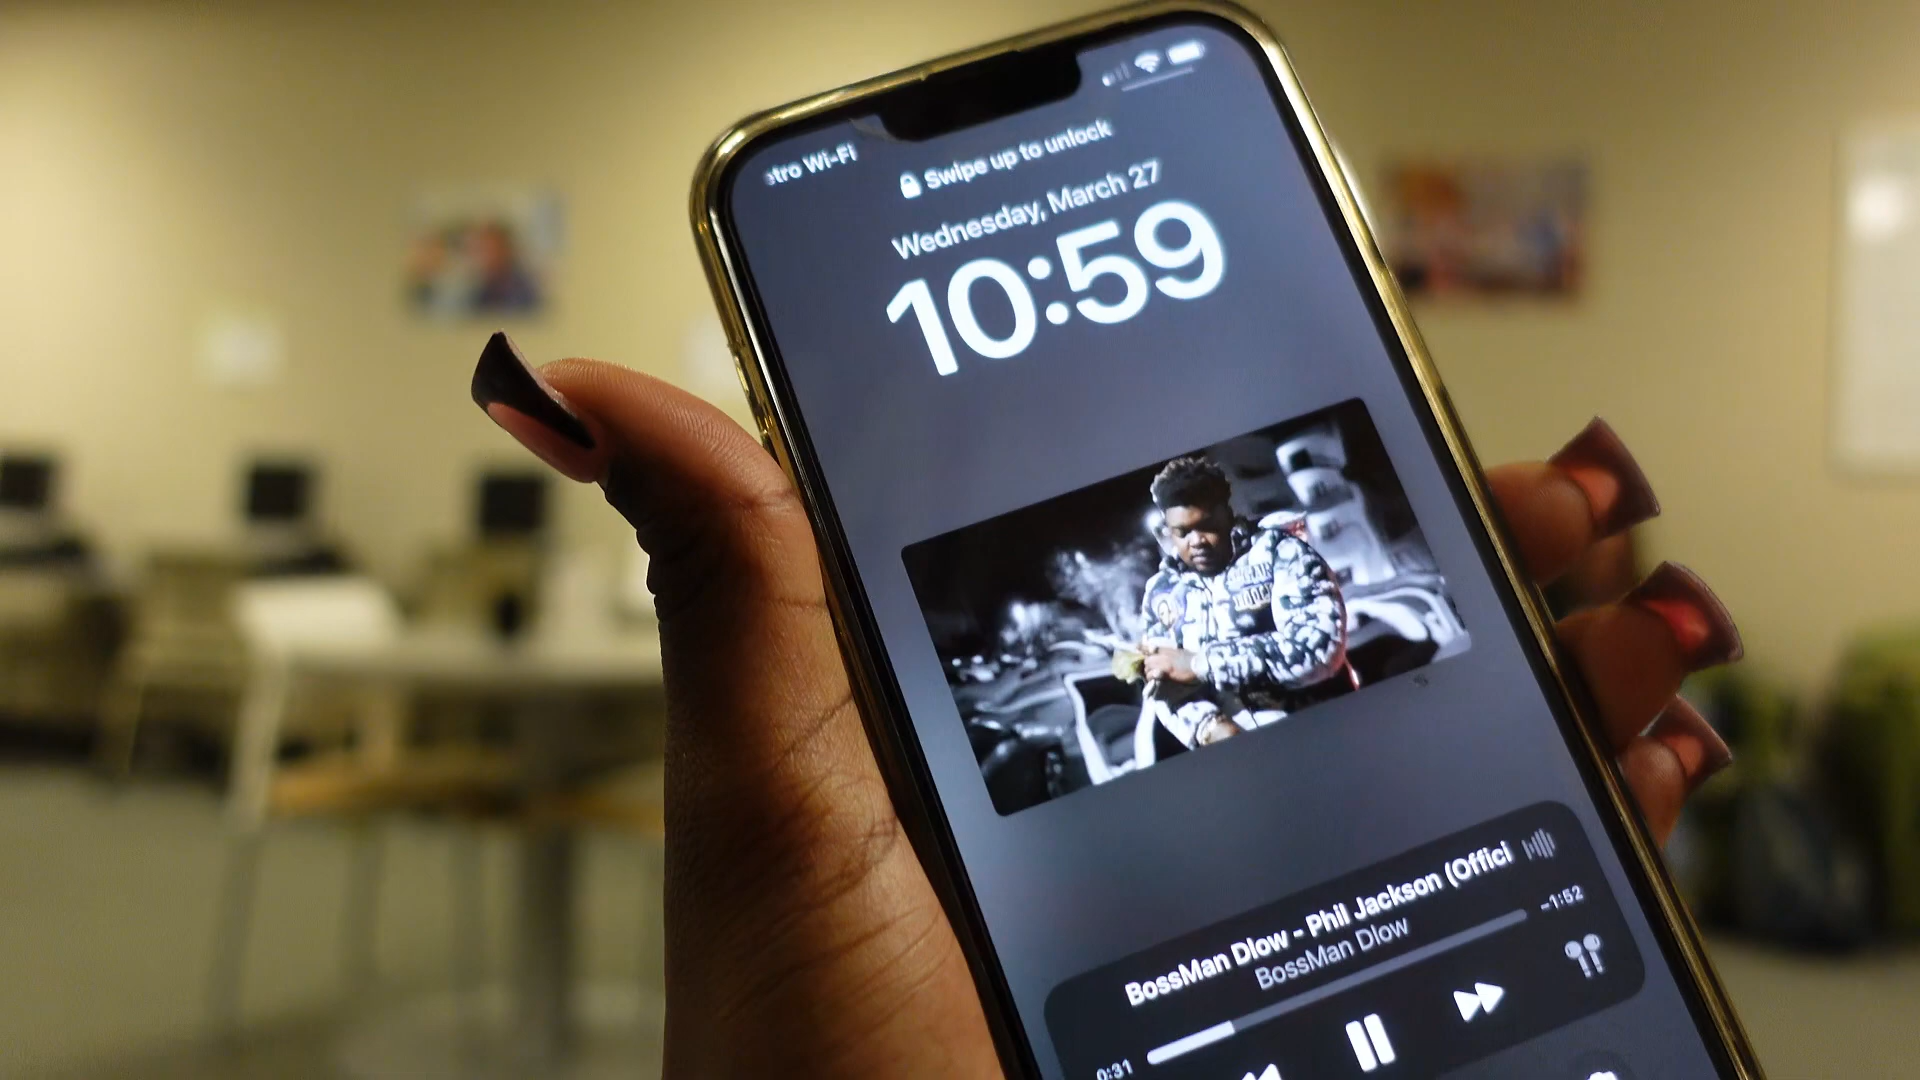 tro Wi-Fi
Swipe up to unlock
Wednesday, March 27
10:59
BossMan Dlow - Phil Jackson (Offici
BossMan Dlow
0:31
-1:52